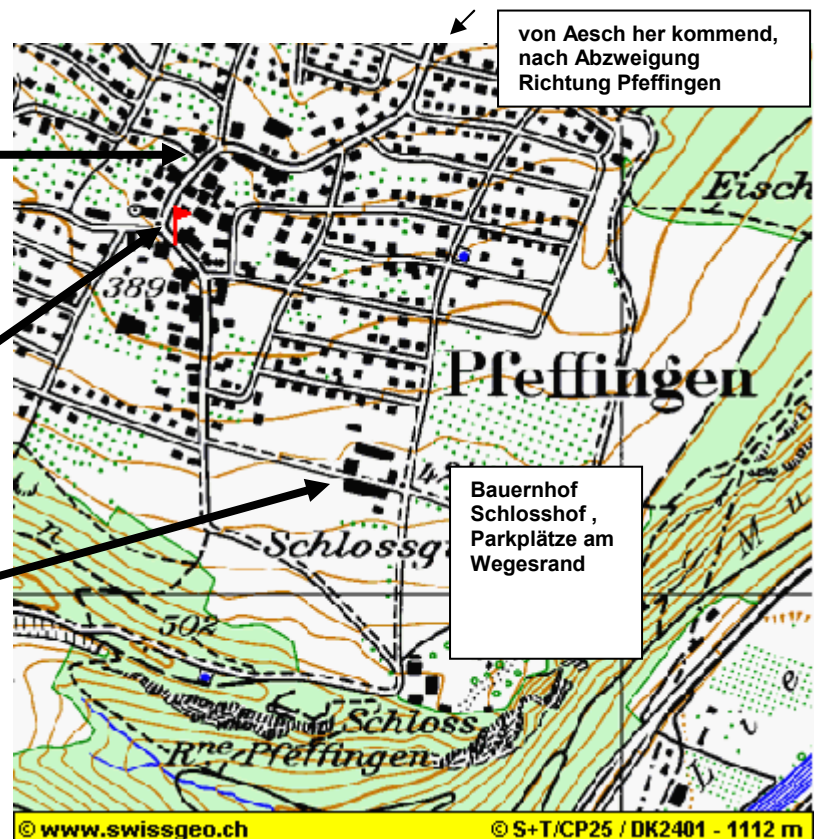 von Aesch her kommend,
nach Abzweigung
Richtung Pfeffingen
Eisch
389
Pfeffingen
Bauernhof
Schlosshof ,
Parkplätze am
Wegesrand
Schlossg
M u
n
502
Schloss
Rne Pfeffingen
L i e
© www.swissgeo.ch
© S+T/CP25 / DK2401 - 1112 m